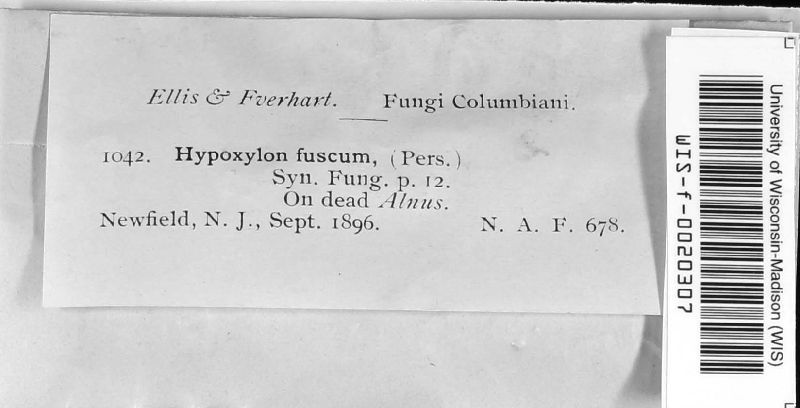 Ellis & Everhart. Fungi Columbiani.
1042. Hypoxylon fuscum, (Pers.)
Syn. Fung. p. 12.
On dead Alnus.
Newfield, N. J., Sept. 1896. N. A. F. 678.
University of Wisconsin-Madison (WIS)
WIS-f-0020307